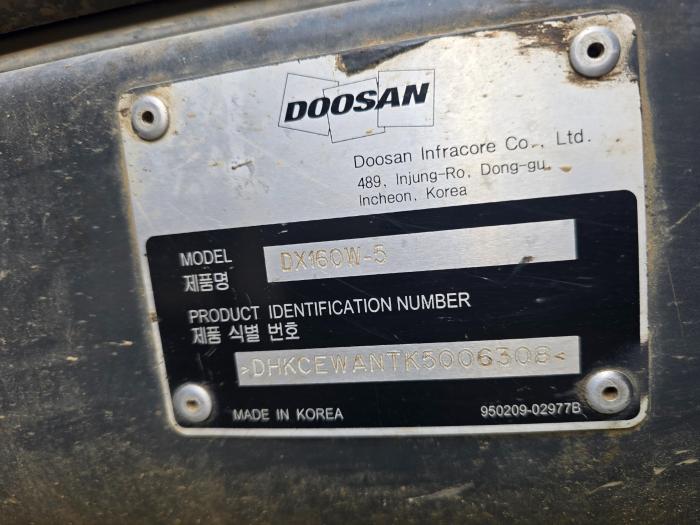 DOOSAN
Doosan Infracore Co., Ltd.
489, Injung-Ro, Dong-gu,
Incheon, Korea
MODEL DX160W-5
제품명
PRODUCT IDENTIFICATION NUMBER
제품 식별 번호
>DHKCEWANTK5006308<
MADE IN KOREA 950209-02977B